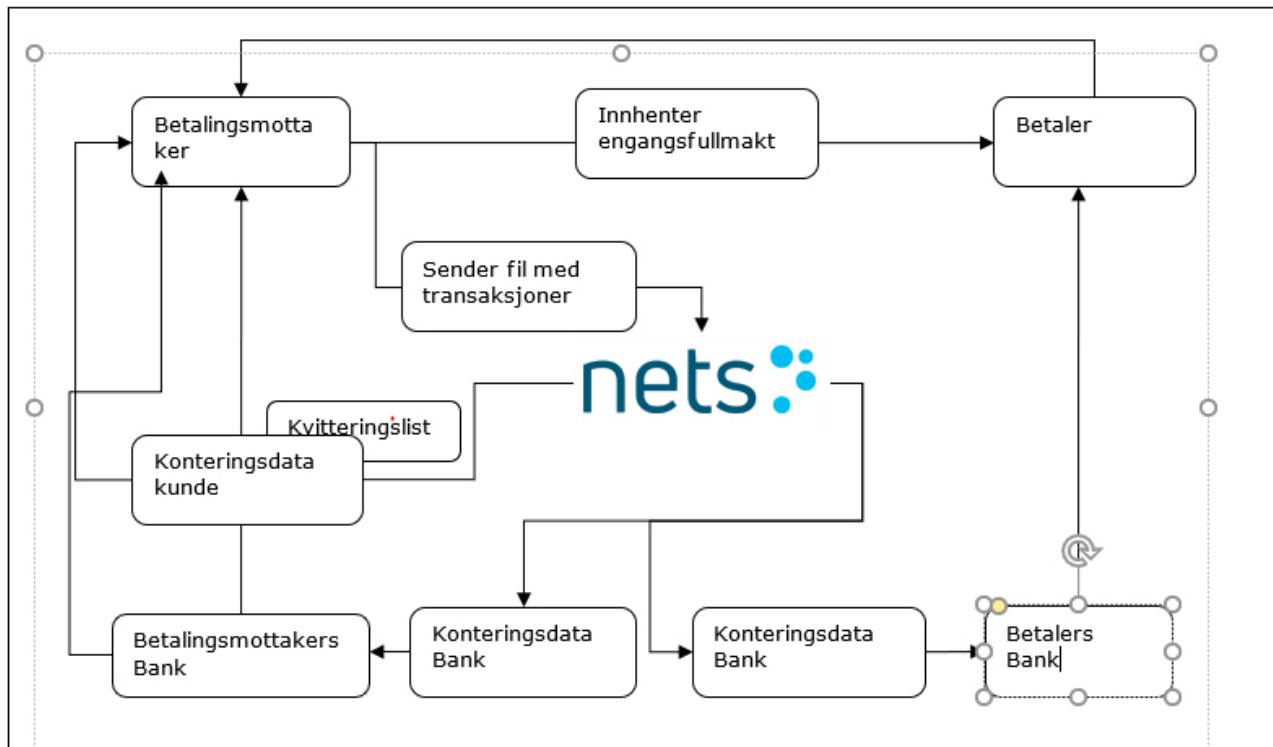 Betalingsmotta
ker
Innhenter
engangsfullmakt
Betaler
Sender fil med
transaksjoner
nets
Kvitteringslist
Konteringsdata
kunde
Betalingsmottakers
Bank
Konteringsdata
Bank
Konteringsdata
Bank
Betalers
Bank